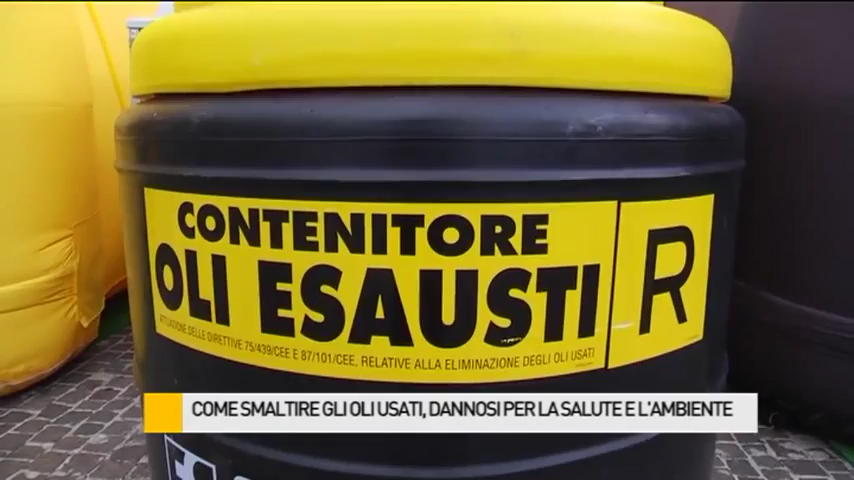 CONTENITORE
OLI ESAUSTI
R
ATTUAZIONE DELLE DIRETTIVE 75/439/CEE E 87/101/CEE, RELATIVE ALLA ELIMINAZIONE DEGLI OLI USATI
COME SMALTIRE GLI OLI USATI, DANNOSI PER LA SALUTE E L'AMBIENTE